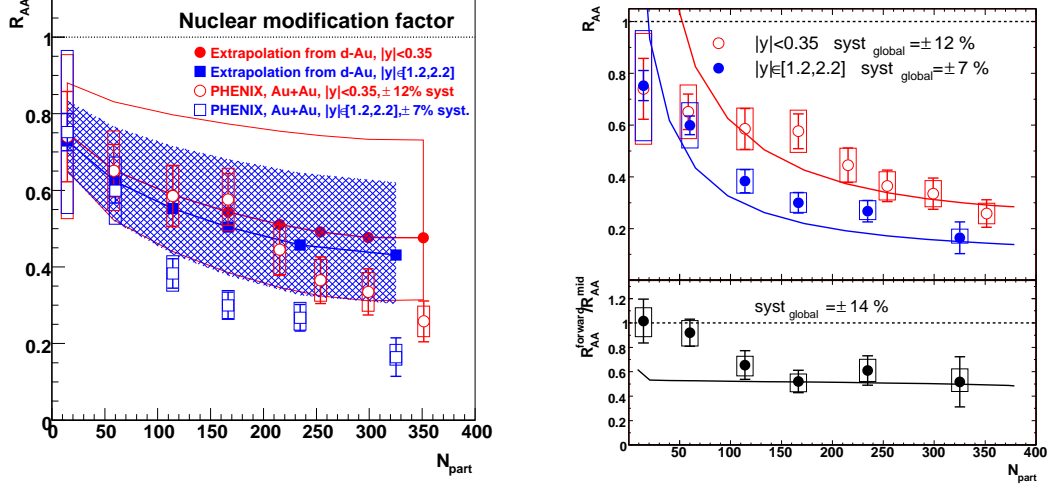 R_AA
Nuclear modification factor
Extrapolation from d-Au, |y|<0.35
Extrapolation from d-Au, |y|∈[1.2,2.2]
PHENIX, Au+Au, |y|<0.35,± 12% syst
PHENIX, Au+Au, |y|∈[1.2,2.2],± 7% syst.
1
0.8
0.6
0.4
0.2
0
0 50 100 150 200 250 300 350 400
N_part
R_AA
|y|<0.35 syst global =± 12 %
|y|∈[1.2,2.2] syst global =± 7 %
1
0.8
0.6
0.4
0.2
R_AA^forward/R_AA^mid
syst global =± 14 %
1.2
1
0.8
0.6
0.4
0.2
0
50 100 150 200 250 300 350 400
N_part